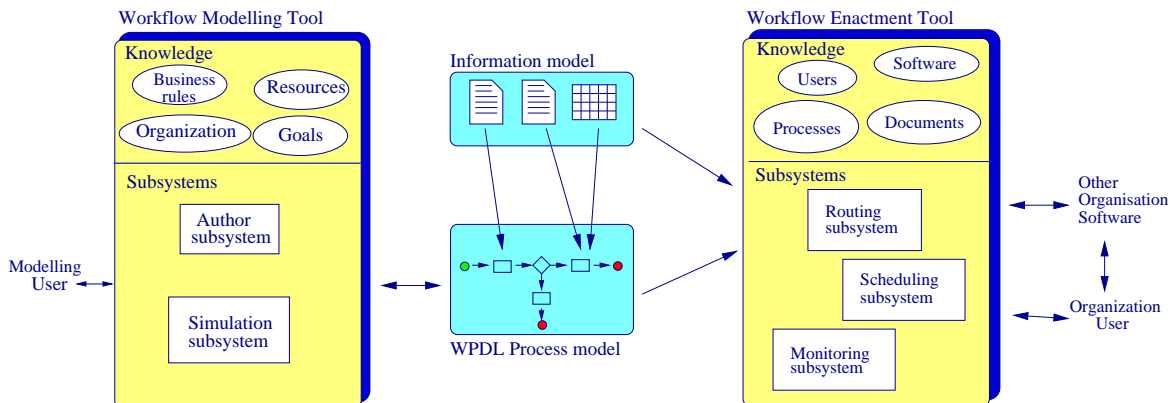 Workflow Modelling Tool
Knowledge
Business
rules
Resources
Organization
Goals
Subsystems
Author
subsystem
Simulation
subsystem
Modelling
User
Information model
WPDL Process model
Workflow Enactment Tool
Knowledge
Users
Software
Processes
Documents
Subsystems
Routing
subsystem
Scheduling
subsystem
Monitoring
subsystem
Other
Organisation
Software
Organization
User